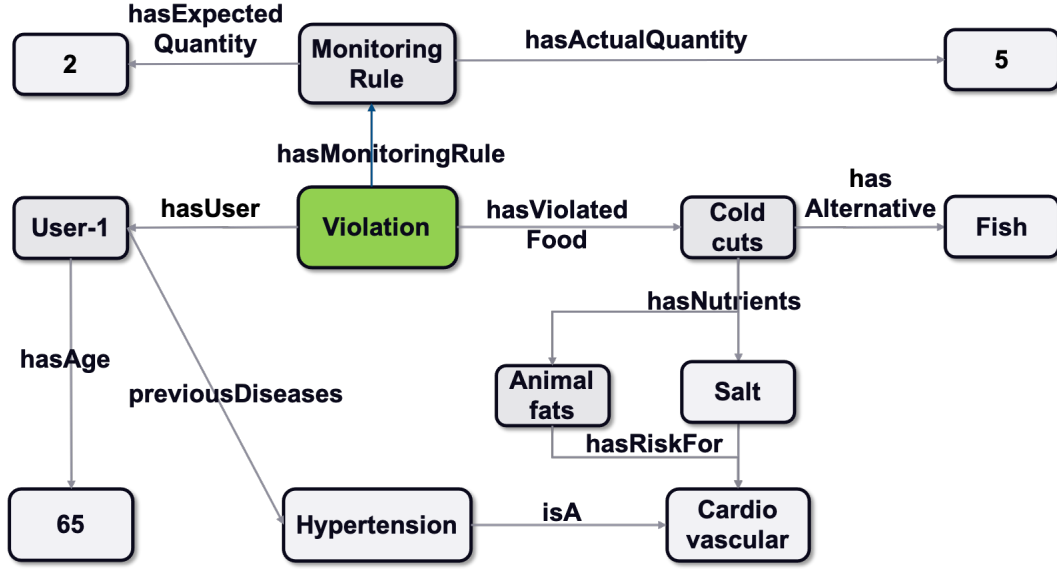 hasExpected
Quantity
2
Monitoring
Rule
hasActualQuantity
5
hasMonitoringRule
User-1
hasUser
Violation
hasViolated
Food
Cold
cuts
has
Alternative
Fish
hasNutrients
hasAge
previousDiseases
Animal
fats
Salt
hasRiskFor
65
Hypertension
isA
Cardio
vascular